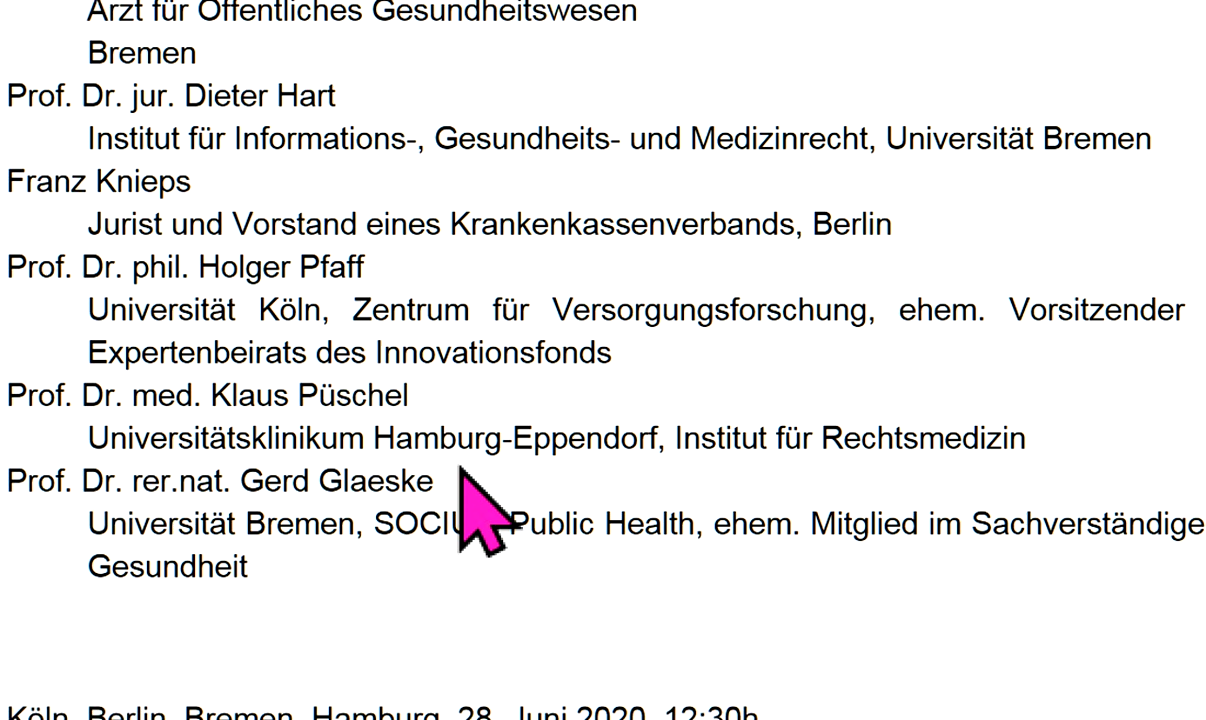 Arzt für Öffentliches Gesundheitswesen
Bremen
Prof. Dr. jur. Dieter Hart
Institut für Informations-, Gesundheits- und Medizinrecht, Universität Bremen
Franz Knieps
Jurist und Vorstand eines Krankenkassenverbands, Berlin
Prof. Dr. phil. Holger Pfaff
Universität Köln, Zentrum für Versorgungsforschung, ehem. Vorsitzender
Expertenbeirats des Innovationsfonds
Prof. Dr. med. Klaus Püschel
Universitätsklinikum Hamburg-Eppendorf, Institut für Rechtsmedizin
Prof. Dr. rer.nat. Gerd Glaeske
Universität Bremen, Public Health, ehem. Mitglied im Sachverständige
Gesundheit
Köln, Berlin, Bremen, Hamburg, 28. Juni 2020, 12:30h